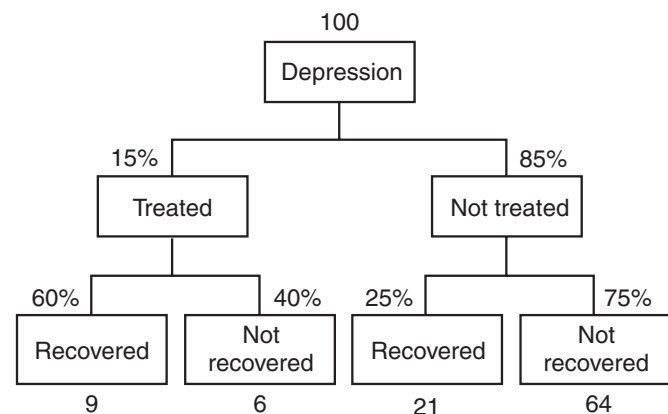 100
Depression
15%
85%
Treated
Not treated
60%
40%
25%
75%
Recovered
Not
recovered
Recovered
Not
recovered
9
6
21
64